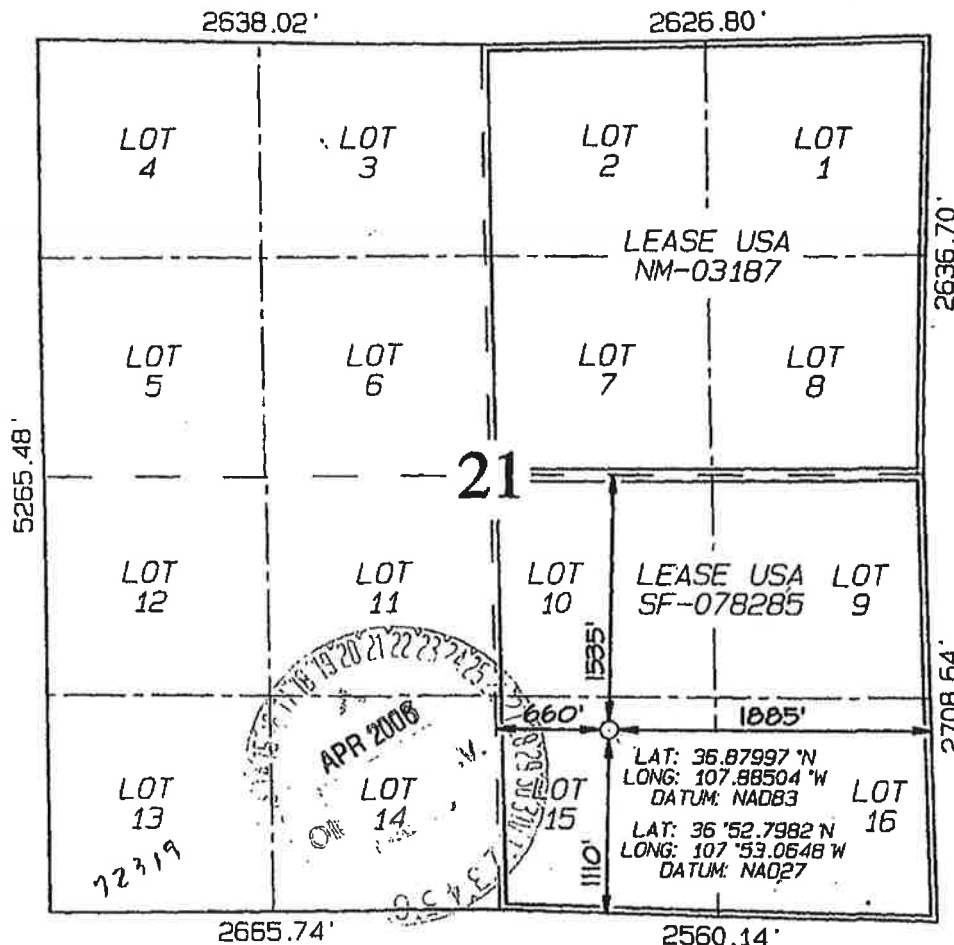 2638.02'
2626.80'
LOT
4
LOT
3
LOT
2
LOT
1
LEASE USA
NM-03187
2636.70'
LOT
5
LOT
6
LOT
7
LOT
8
5265.48'
21
LOT
12
LOT
11
LOT
10
LEASE USA
SF-078285
LOT
9
1535'
2708.64'
660'
1885'
APR 2006
LAT: 36.87997 °N
LONG: 107.88504 °W
DATUM: NAD83
LAT: 36 °52.7982 'N
LONG: 107 °53.0648 'W
DATUM: NAD27
LOT
13
LOT
14
LOT
15
LOT
16
1110'
72319
2665.74'
2560.14'